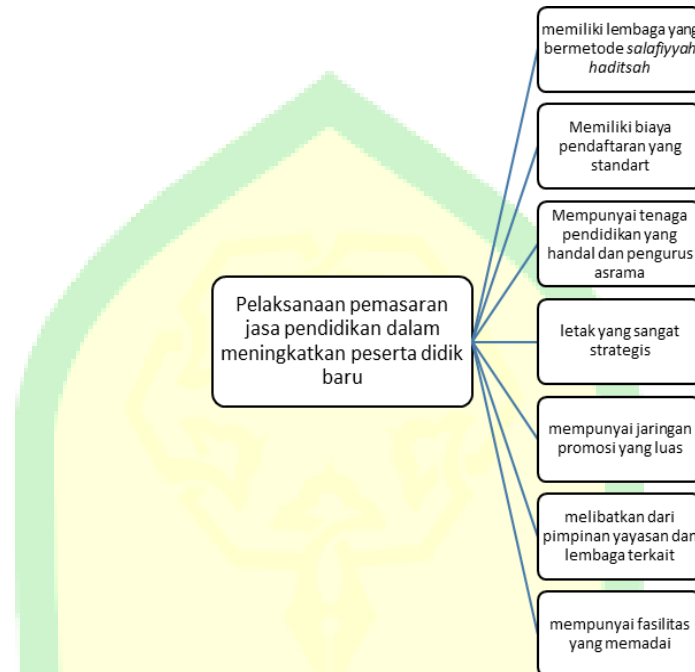 memiliki lembaga yang
bermetode salafiyyah
haditsah
Memiliki biaya
pendaftaran yang
standart
Mempunyai tenaga
pendidikan yang
handal dan pengurus
asrama
Pelaksanaan pemasaran
jasa pendidikan dalam
meningkatkan peserta didik
baru
letak yang sangat
strategis
mempunyai jaringan
promosi yang luas
melibatkan dari
pimpinan yayasan dan
lembaga terkait
mempunyai fasilitas
yang memadai